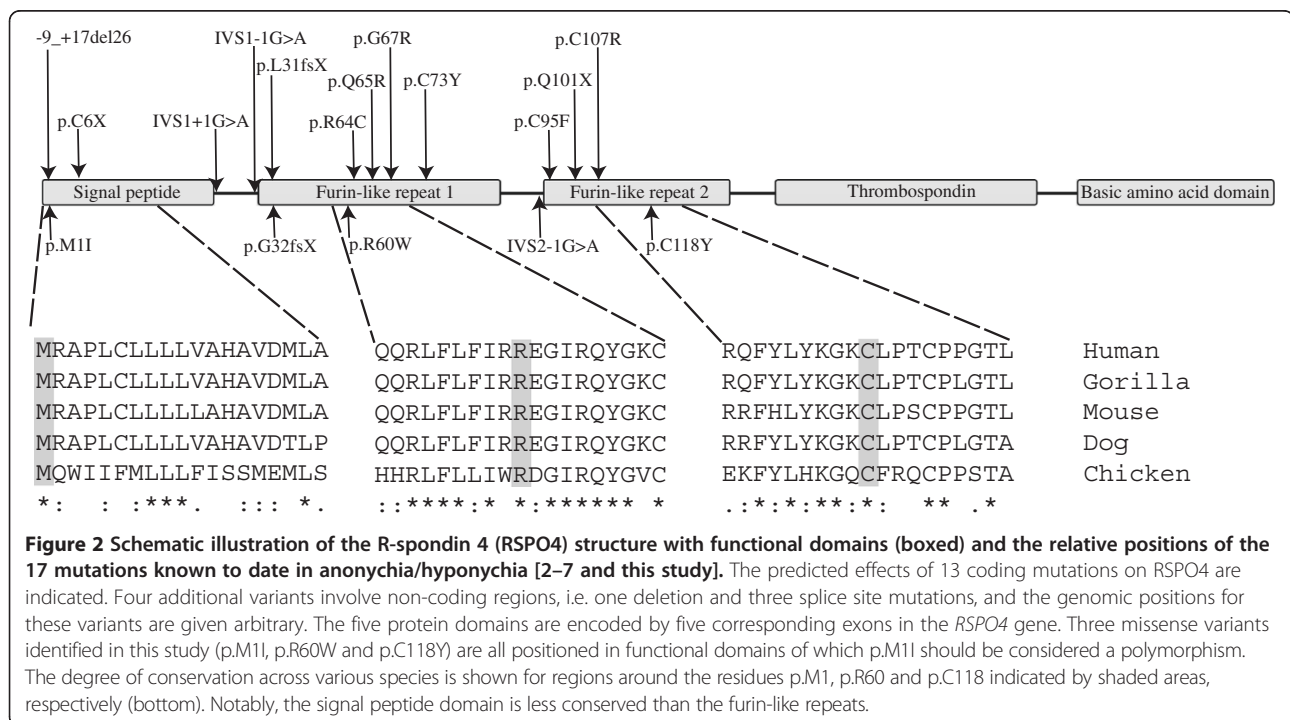 -9_+17del26
IVS1-1G>A
p.G67R
p.C107R
p.L31fsX
p.Q65R
p.C73Y
p.Q101X
p.C6X
IVS1+1G>A
p.R64C
p.C95F
Signal peptide
Furin-like repeat 1
Furin-like repeat 2
Thrombospondin
Basic amino acid domain
p.M1I
p.G32fsX
p.R60W
IVS2-1G>A
p.C118Y
MRAPLCLLLLVAHAVDMLA QQRLFLFIRREGIRQYGKC RQFYLYKGKCLPTCPPGTL Human
MRAPLCLLLLVAHAVDMLA QQRLFLFIRREGIRQYGKC RQFYLYKGKCLPTCPLGTL Gorilla
MRAPLCLLLLLAHAVDMLA QQRLFLFIRREGIRQYGKC RRFHLYKGKCLPSCPPGTL Mouse
MRAPLCLLLLVAHAVDTLP QQRLFLFIRREGIRQYGKC RRFYLYKGKCLPTCPLGTA Dog
MQWIIFMLLLFISSMEMLS HHRLFLLIWRDGIRQYGVC EKFYLHKGQCFRQCPPSTA Chicken
*: : :***. ::: *. ::****:* *:****** * .:*:*:**:*: ** .*
Figure 2 Schematic illustration of the R-spondin 4 (RSPO4) structure with functional domains (boxed) and the relative positions of the
17 mutations known to date in anonychia/hyponychia [2–7 and this study]. The predicted effects of 13 coding mutations on RSPO4 are
indicated. Four additional variants involve non-coding regions, i.e. one deletion and three splice site mutations, and the genomic positions for
these variants are given arbitrary. The five protein domains are encoded by five corresponding exons in the RSPO4 gene. Three missense variants
identified in this study (p.M1I, p.R60W and p.C118Y) are all positioned in functional domains of which p.M1I should be considered a polymorphism.
The degree of conservation across various species is shown for regions around the residues p.M1, p.R60 and p.C118 indicated by shaded areas,
respectively (bottom). Notably, the signal peptide domain is less conserved than the furin-like repeats.